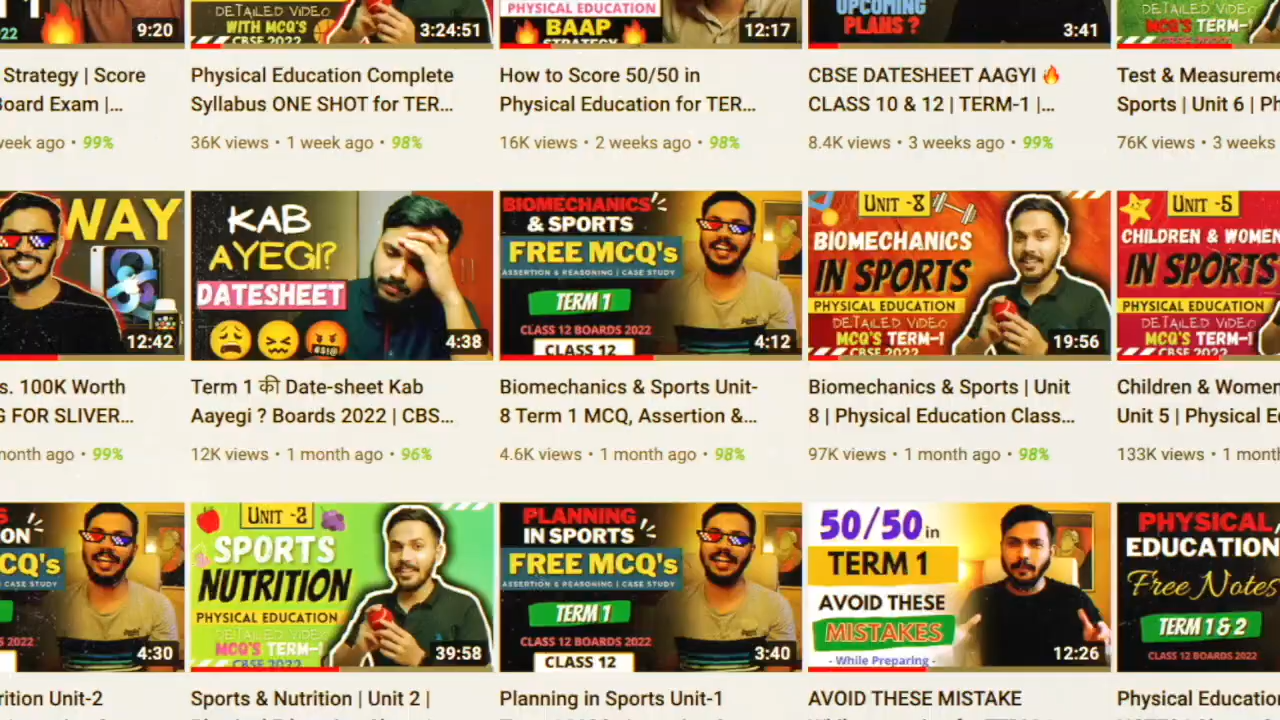 9:20
DETAILED VIDEO
WITH MCQ'S
CBSE 2022
3:24:51
PHYSICAL EDUCATION
BAAP
STRATEGY
12:17
UPCOMING
PLANS ?
3:41
DETAILED VIDEO
MCQ'S TERM-1
CBSE 2022
Strategy | Score
Board Exam |...
week ago • 99%
Physical Education Complete
Syllabus ONE SHOT for TER...
36K views • 1 week ago • 98%
How to Score 50/50 in
Physical Education for TER...
16K views • 2 weeks ago • 98%
CBSE DATESHEET AAGYI 🔥
CLASS 10 & 12 | TERM-1 |...
8.4K views • 3 weeks ago • 99%
Test & Measureme
Sports | Unit 6 | Ph
76K views • 3 weeks
WAY
12:42
KAB
AYEGI?
DATESHEET
4:38
BIOMECHANICS
& SPORTS
FREE MCQ's
ASSERTION & REASONING | CASE STUDY
TERM 1
CLASS 12 BOARDS 2022
CLASS 12
4:12
UNIT -8
BIOMECHANICS
IN SPORTS
PHYSICAL EDUCATION
DETAILED VIDEO
MCQ'S TERM-1
CBSE 2022
19:56
UNIT -5
CHILDREN & WOMEN
IN SPORTS
PHYSICAL EDUCATION
DETAILED VIDEO
MCQ'S TERM-1
CBSE 2022
s. 100K Worth
G FOR SLIVER...
month ago • 99%
Term 1 की Date-sheet Kab
Aayegi ? Boards 2022 | CBS...
12K views • 1 month ago • 96%
Biomechanics & Sports Unit-
8 Term 1 MCQ, Assertion &...
4.6K views • 1 month ago • 98%
Biomechanics & Sports | Unit
8 | Physical Education Class...
97K views • 1 month ago • 98%
Children & Women
Unit 5 | Physical E
133K views • 1 mont
ON
CQ's
CASE STUDY
2022
4:30
UNIT -2
SPORTS
NUTRITION
PHYSICAL EDUCATION
DETAILED VIDEO
MCQ'S TERM-1
CBSE 2022
39:58
PLANNING
IN SPORTS
FREE MCQ's
ASSERTION & REASONING | CASE STUDY
TERM 1
CLASS 12 BOARDS 2022
CLASS 12
3:40
50/50 in
TERM 1
AVOID THESE
MISTAKES
- While Preparing -
12:26
PHYSICAL
EDUCATION
Free Notes
TERM 1 & 2
CLASS 12 BOARDS 2022
rition Unit-2
Sports & Nutrition | Unit 2 |
Planning in Sports Unit-1
AVOID THESE MISTAKE
Physical Educatio